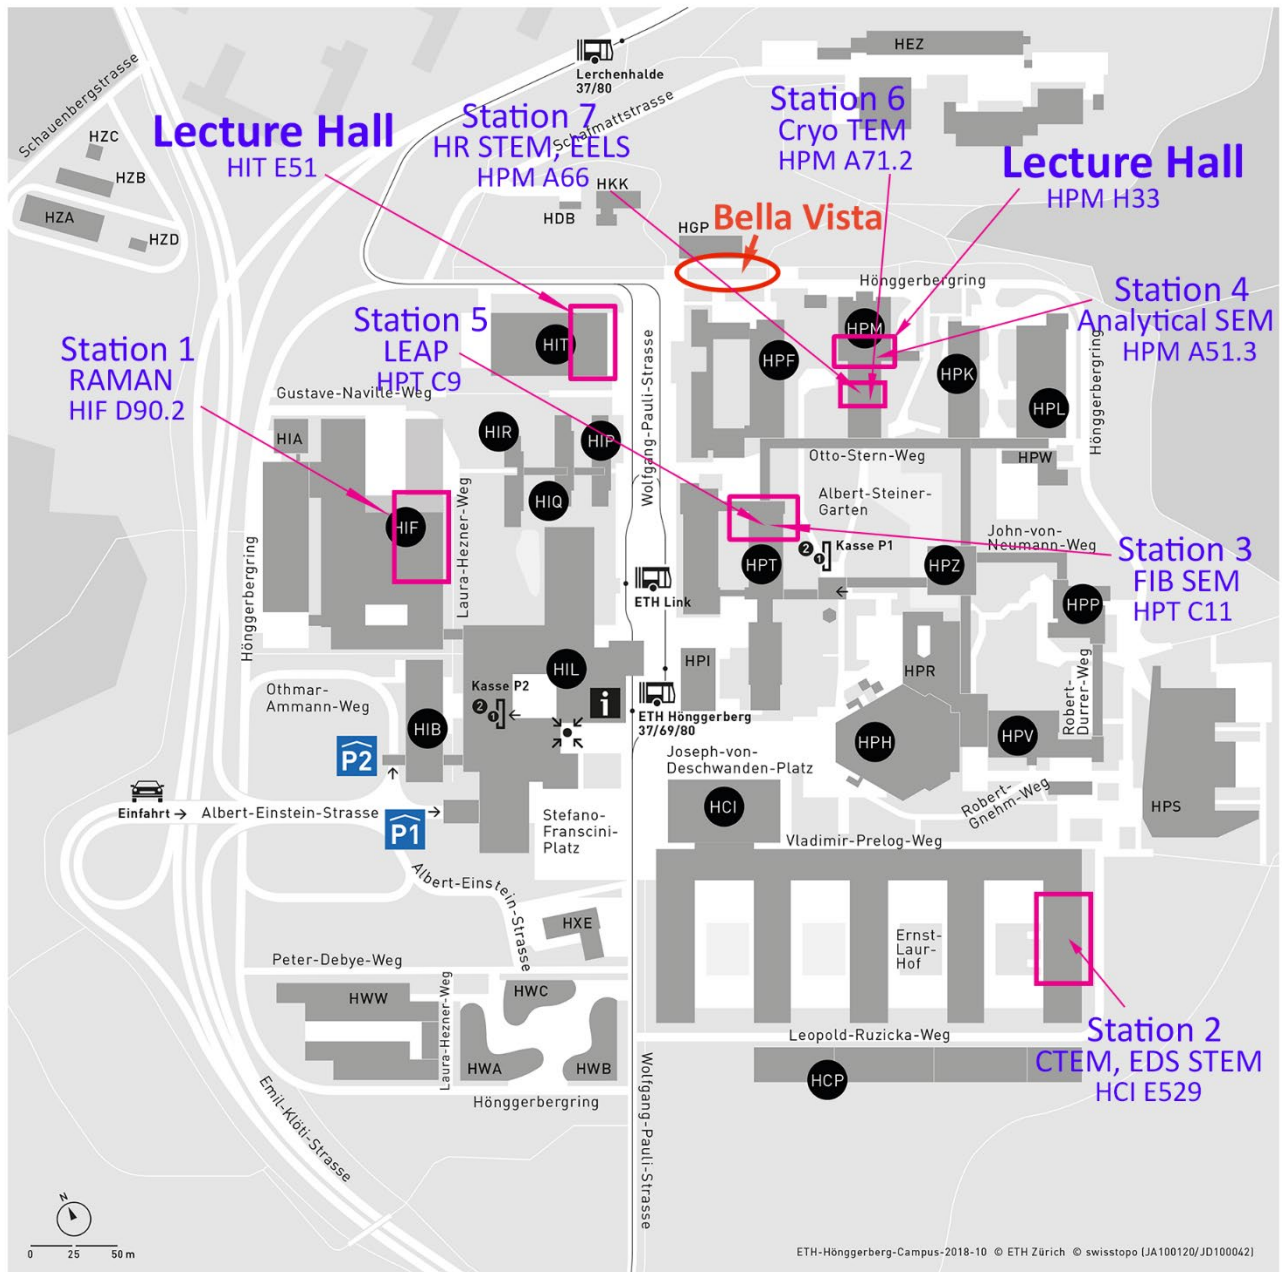 HEZ
Lerchenhalde
37/80
Schauenbergstrasse
Schafmattstrasse
HZC
HZB
HZA
HZD
Lecture Hall
HIT E51
Station 7
HR STEM, EELS
HPM A66
Station 6
Cryo TEM
HPM A71.2
Lecture Hall
HPM H33
HKK
HDB
HGP
Bella Vista
Hönggerbergring
Station 4
Analytical SEM
HPM A51.3
Station 5
LEAP
HPT C9
Station 1
RAMAN
HIF D90.2
HIT
HPM
HPF
HPK
HPL
Hönggerbergring
Wolfgang-Pauli-Strasse
Gustave-Naville-Weg
HIA
HIR
HIP
HIQ
HIF
Laura-Hezner-Weg
Hönggerbergring
Otto-Stern-Weg
HPW
Albert-Steiner-
Garten
John-von-
Neumann-Weg
2
1
Kasse P1
HPT
HPZ
HPP
Station 3
FIB SEM
HPT C11
ETH Link
HIL
HPI
HPR
Robert-
Durrer-Weg
Othmar-
Ammann-Weg
Kasse P2
2
1
i
ETH Hönggerberg
37/69/80
HIB
P2
HPH
HPV
Joseph-von-
Deschwanden-Platz
HCI
Robert-
Gnehm-Weg
HPS
Einfahrt
Albert-Einstein-Strasse
P1
Stefano-
Franscini-
Platz
Vladimir-Prelog-Weg
Albert-Einstein-Strasse
HXE
Ernst-
Laur-
Hof
Peter-Debye-Weg
HWW
Laura-Hezner-Weg
HWC
HWA
HWB
Hönggerbergring
Leopold-Ruzicka-Weg
HCP
Station 2
CTEM, EDS STEM
HCI E529
Emil-Klöti-Strasse
Wolfgang-Pauli-Strasse
N
0 25 50 m
ETH-Hönggerberg-Campus-2018-10 © ETH Zürich © swisstopo (JA100120/JD100042)